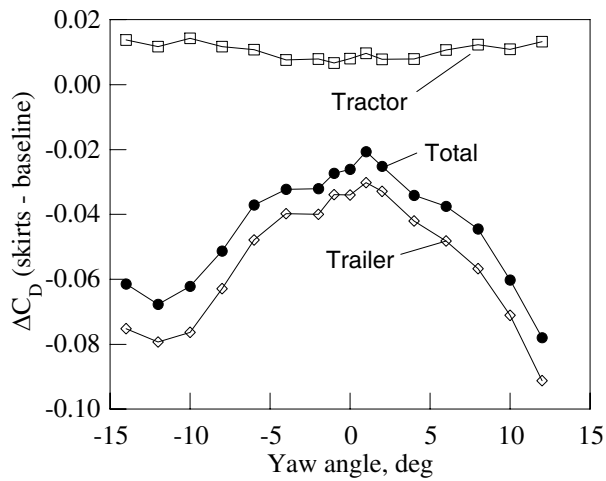 0.02
0.00
-0.02
-0.04
-0.06
-0.08
-0.10
ΔC_D (skirts - baseline)
Tractor
Total
Trailer
-15 -10 -5 0 5 10 15
Yaw angle, deg